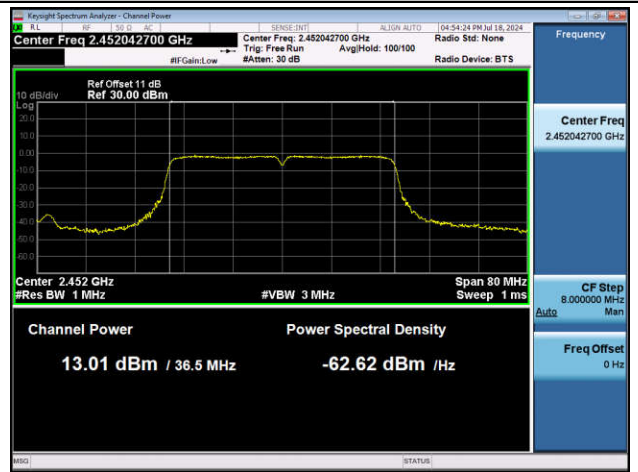 Keysight Spectrum Analyzer - Channel Power
RL RF 50 Ω AC SENSE:INT ALIGN AUTO 04:54:24 PM Jul 18, 2024
Center Freq 2.452042700 GHz
Center Freq: 2.452042700 GHz Radio Std: None
Trig: Free Run Avg|Hold: 100/100
#IFGain:Low #Atten: 30 dB Radio Device: BTS
Frequency
Ref Offset 11 dB
10 dB/div Ref 30.00 dBm
Log
20.0
10.0
0.00
-10.0
-20.0
-30.0
-40.0
-50.0
-60.0
Center 2.452 GHz Span 80 MHz
#Res BW 1 MHz #VBW 3 MHz Sweep 1 ms
Channel Power Power Spectral Density
13.01 dBm / 36.5 MHz -62.62 dBm /Hz
Center Freq
2.452042700 GHz
CF Step
8.000000 MHz
Auto Man
Freq Offset
0 Hz
MSG STATUS